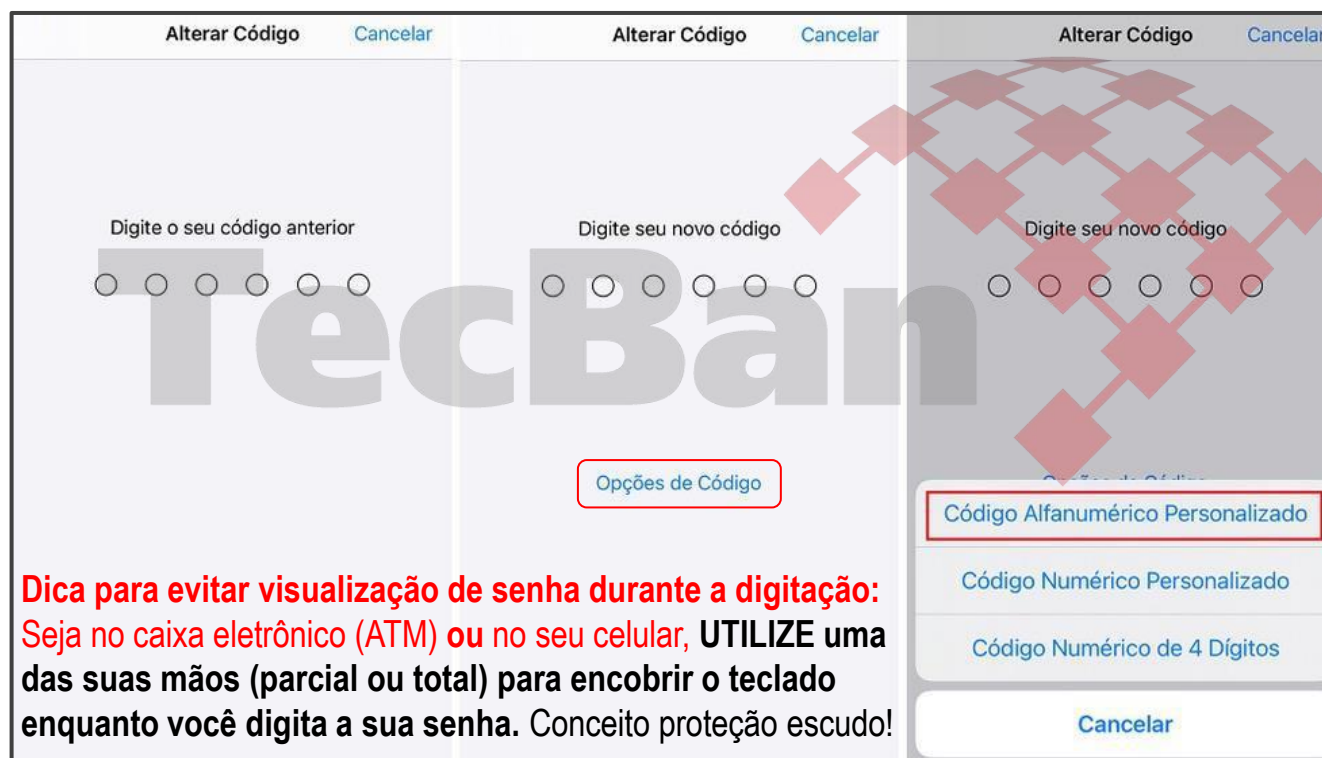 Alterar Código Cancelar
Digite o seu código anterior
Alterar Código Cancelar
Digite seu novo código
Opções de Código
Alterar Código Cancelar
Digite seu novo código
Opções de Código
Código Alfanumérico Personalizado
Código Numérico Personalizado
Código Numérico de 4 Dígitos
Cancelar
TecBan
Dica para evitar visualização de senha durante a digitação:
Seja no caixa eletrônico (ATM) ou no seu celular, UTILIZE uma
das suas mãos (parcial ou total) para encobrir o teclado
enquanto você digita a sua senha. Conceito proteção escudo!